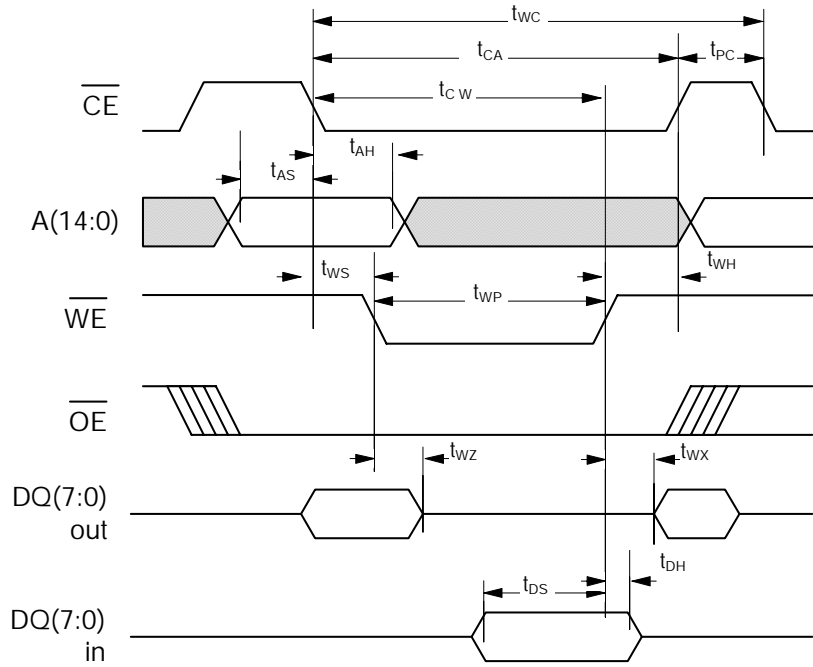 tWC
tCA
tPC
tCW
CE
tAH
tAS
A(14:0)
tWS
tWH
tWP
WE
OE
tWZ
tWX
DQ(7:0)
out
tDH
tDS
DQ(7:0)
in